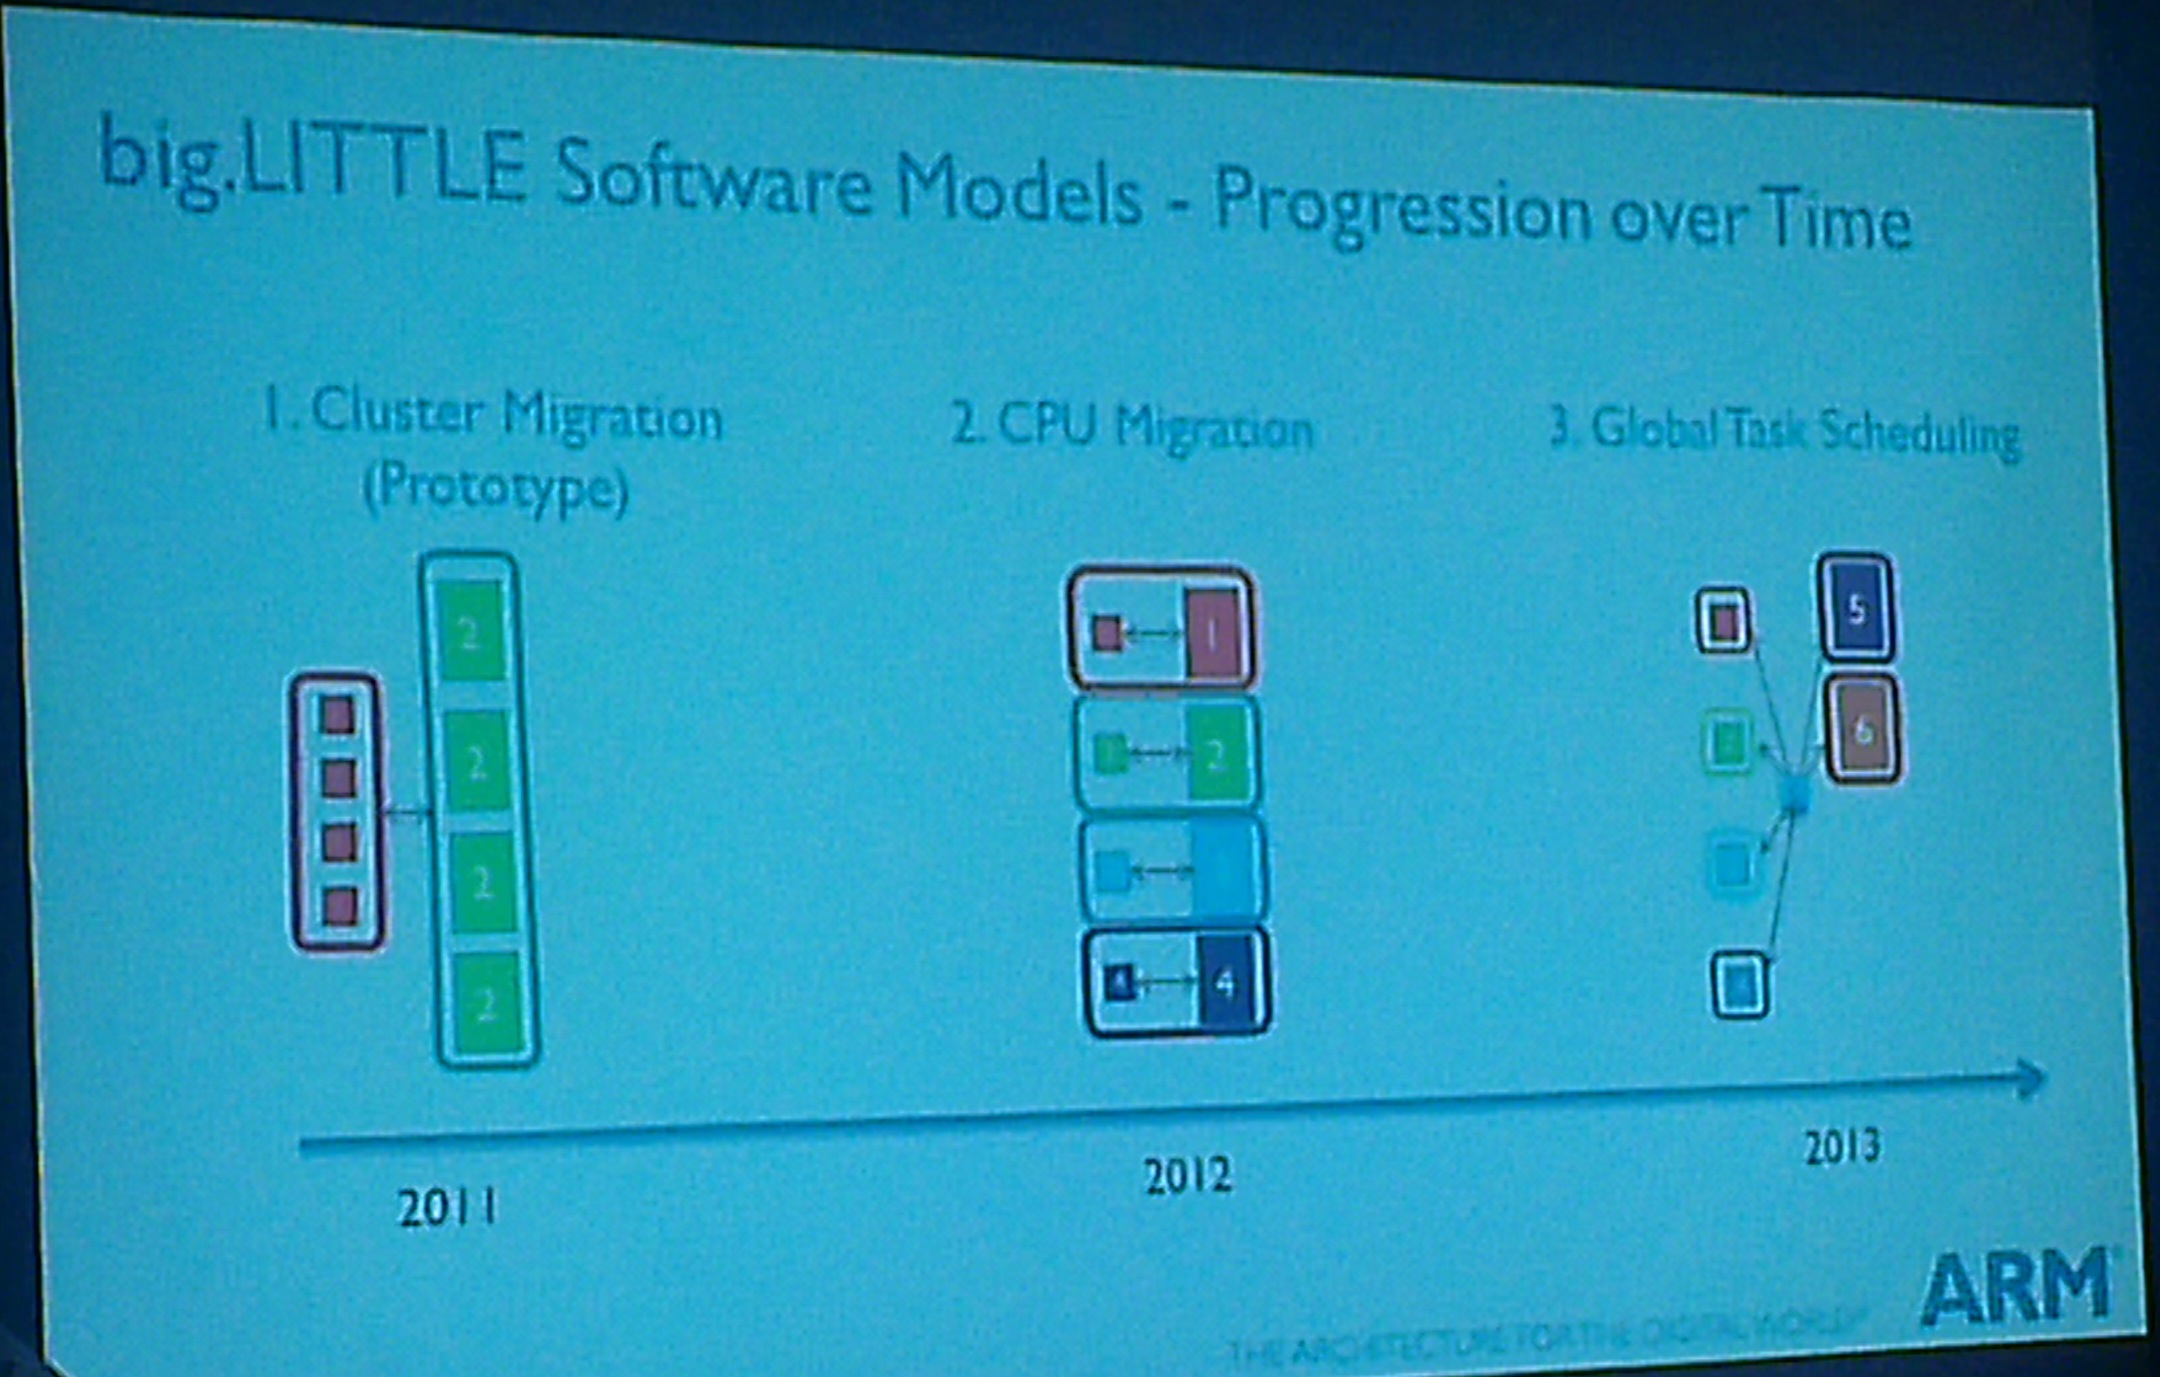 big.LITTLE Software Models - Progression over Time
1. Cluster Migration
(Prototype)
2. CPU Migration
3. Global Task Scheduling
2
2
2
2
1
2
4
4
5
6
2011
2012
2013
ARM
THE ARCHITECTURE FOR THE DIGITAL WORLD